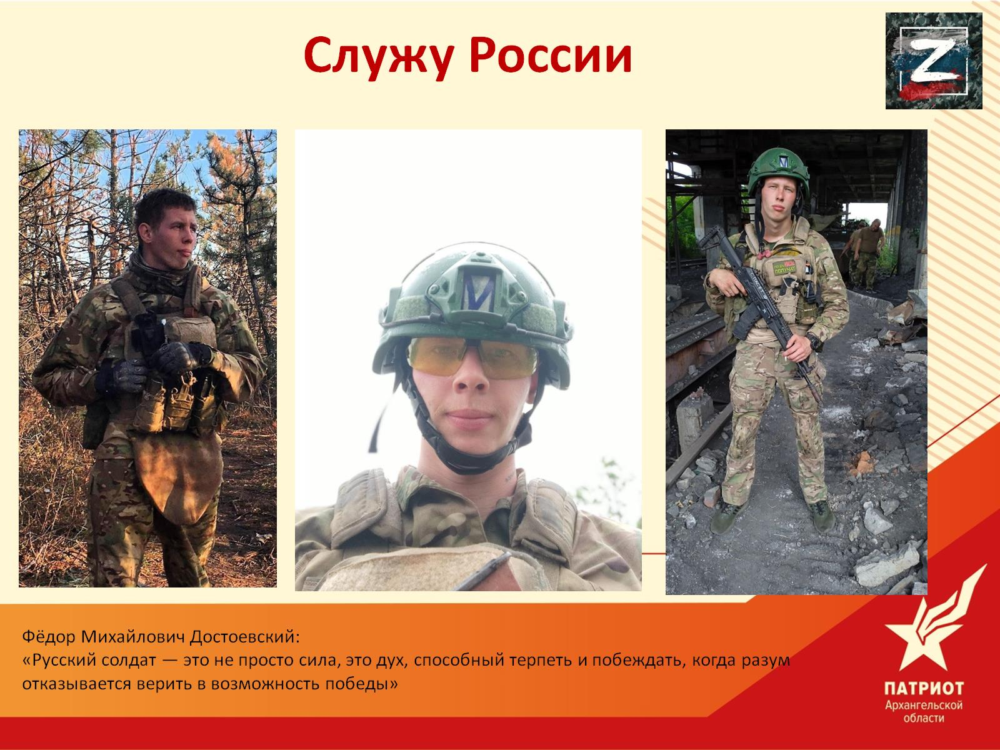 Служу России
Z
И
ПОЛУЧАТ
Фёдор Михайлович Достоевский:
«Русский солдат — это не просто сила, это дух, способный терпеть и побеждать, когда разум
отказывается верить в возможность победы»
ПАТРИОТ
Архангельской
области